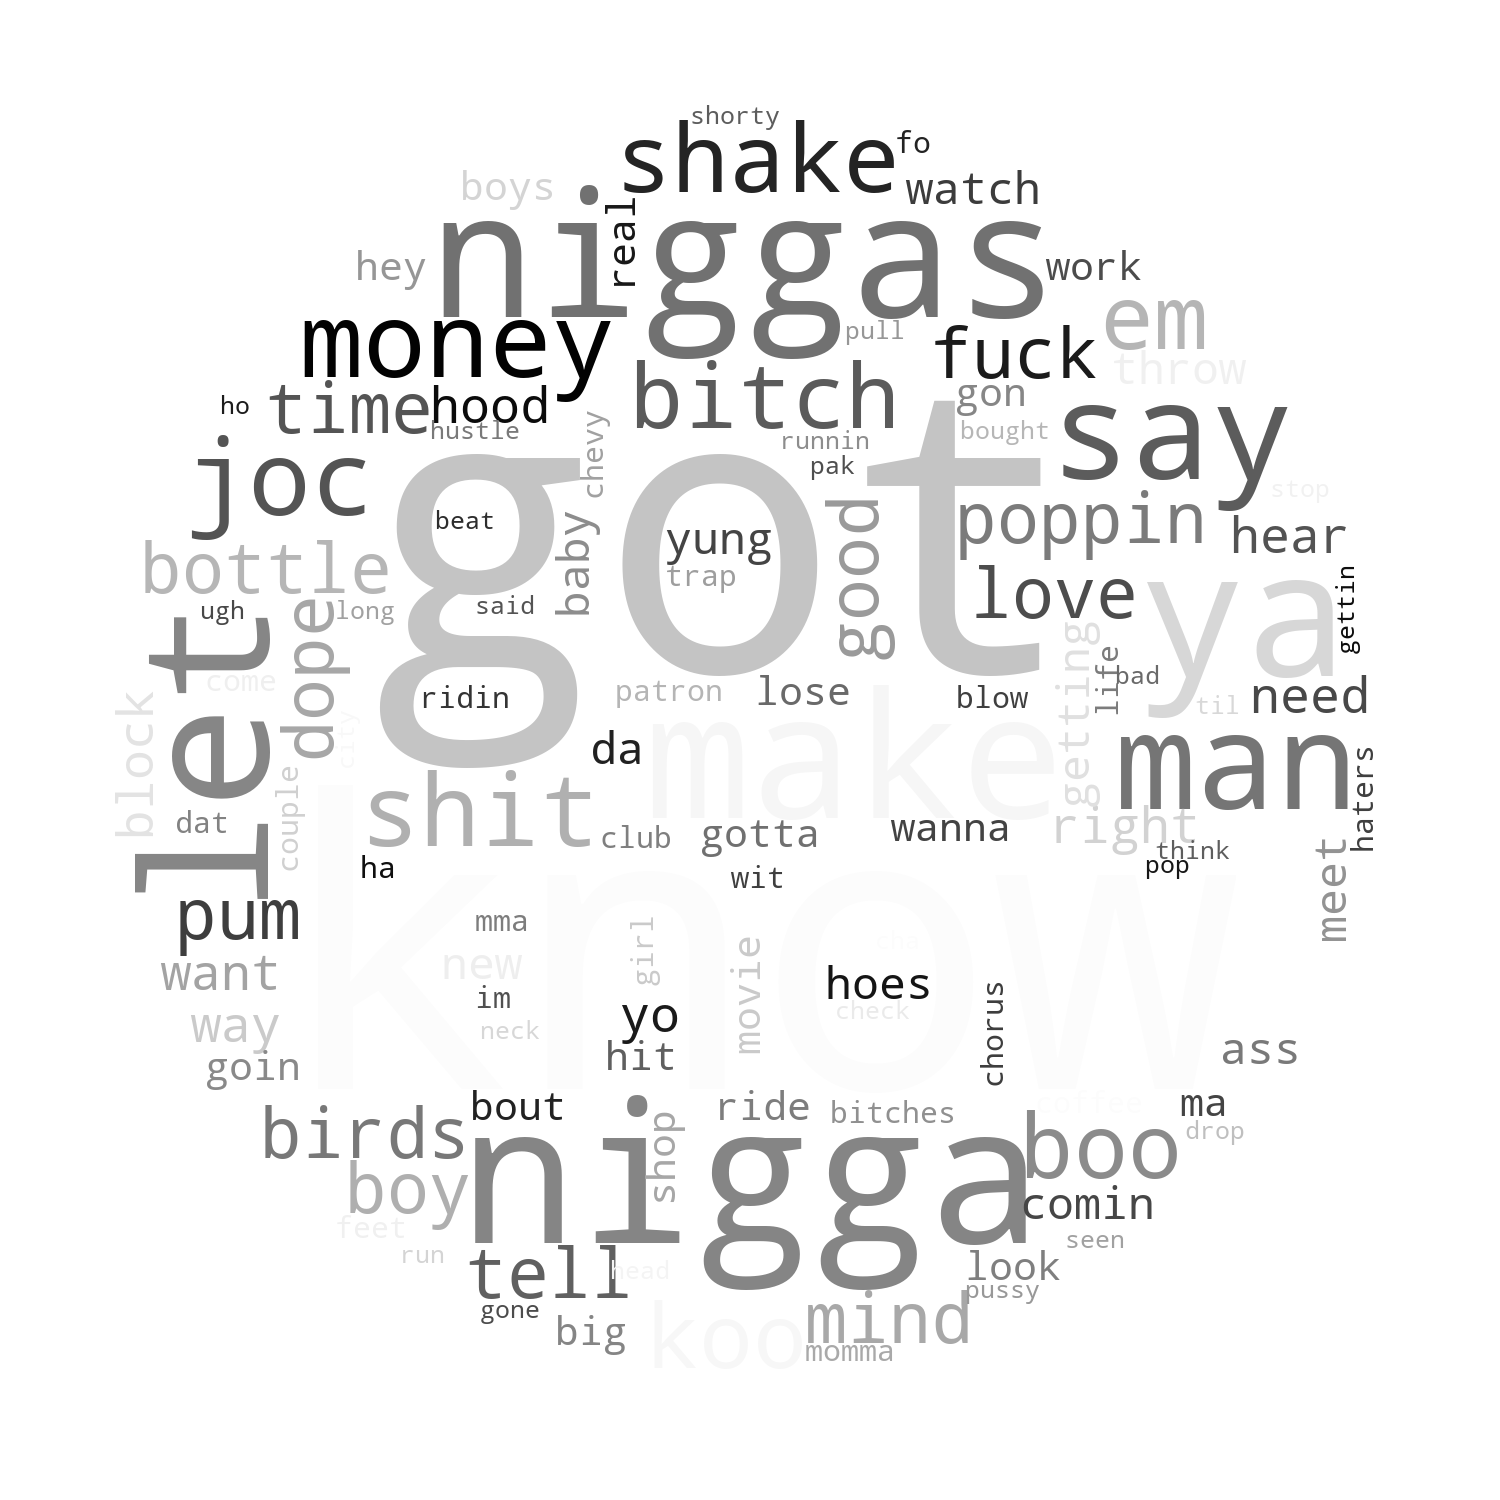 shorty
shake
fo
boys
watch
niggas
real
hey
work
em
money
pull
fuck
throw
bitch
time
hood
ho
gon
say
hustle
chevy
runnin
bought
joc
pak
got
stop
beat
good
poppin
hear
yung
baby
bottle
trap
love
ya
gettin
ugh
let
dope
long
said
getting
life
come
ridin
patron
lose
blow
bad
til
need
block
city
da
make
man
haters
couple
shit
dat
club
gotta
wanna
right
think
meet
ha
wit
pop
know
pum
mma
girl
movie
cha
want
new
hoes
check
chorus
im
way
neck
yo
goin
hit
ass
bout
ride
bitches
coffee
ma
birds
nigga
shop
boo
drop
boy
comin
feet
run
tell
head
look
seen
pussy
gone
big
koo
mind
momma